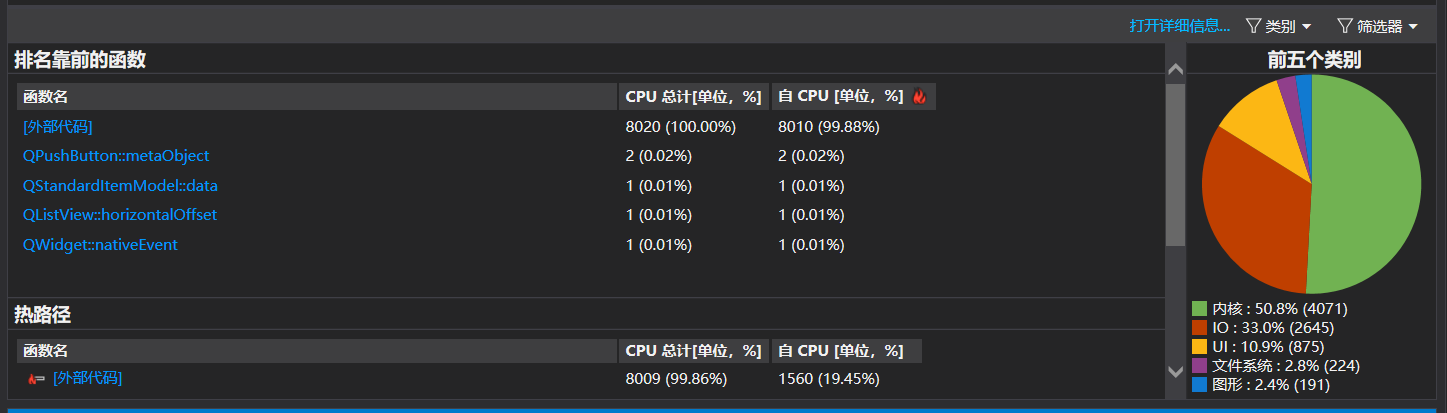 打开详细信息... 类别 筛选器
排名靠前的函数
函数名 CPU 总计[单位，%] 自 CPU [单位，%]
[外部代码] 8020 (100.00%) 8010 (99.88%)
QPushButton::metaObject 2 (0.02%) 2 (0.02%)
QStandardItemModel::data 1 (0.01%) 1 (0.01%)
QListView::horizontalOffset 1 (0.01%) 1 (0.01%)
QWidget::nativeEvent 1 (0.01%) 1 (0.01%)
热路径
函数名 CPU 总计[单位，%] 自 CPU [单位，%]
[外部代码] 8009 (99.86%) 1560 (19.45%)
前五个类别
内核 : 50.8% (4071)
IO : 33.0% (2645)
UI : 10.9% (875)
文件系统 : 2.8% (224)
图形 : 2.4% (191)